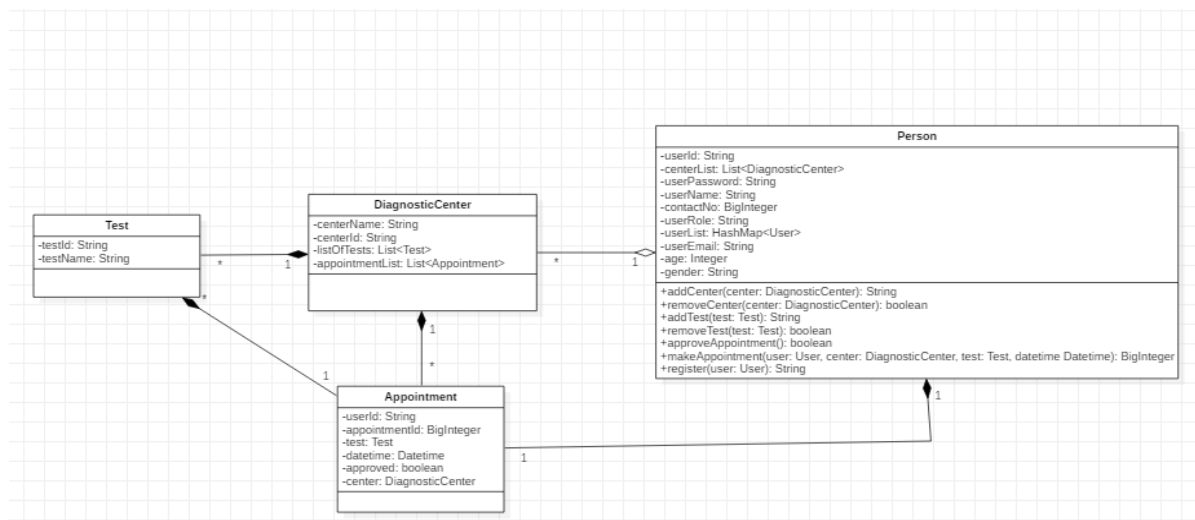 Test
-testId: String
-testName: String
*
1
DiagnosticCenter
-centerName: String
-centerId: String
-listOfTests: List<Test>
-appointmentList: List<Appointment>
*
1
Person
-userId: String
-centerList: List<DiagnosticCenter>
-userPassword: String
-userName: String
-contactNo: BigInteger
-userRole: String
-userList: HashMap<User>
-userEmail: String
-age: Integer
-gender: String
+addCenter(center: DiagnosticCenter): String
+removeCenter(center: DiagnosticCenter): boolean
+addTest(test: Test): String
+removeTest(test: Test): boolean
+approveAppointment(): boolean
+makeAppointment(user: User, center: DiagnosticCenter, test: Test, datetime Datetime): BigInteger
+register(user: User): String
*
1
1
*
Appointment
-userId: String
-appointmentId: BigInteger
-test: Test
-datetime: Datetime
-approved: boolean
-center: DiagnosticCenter
1
1